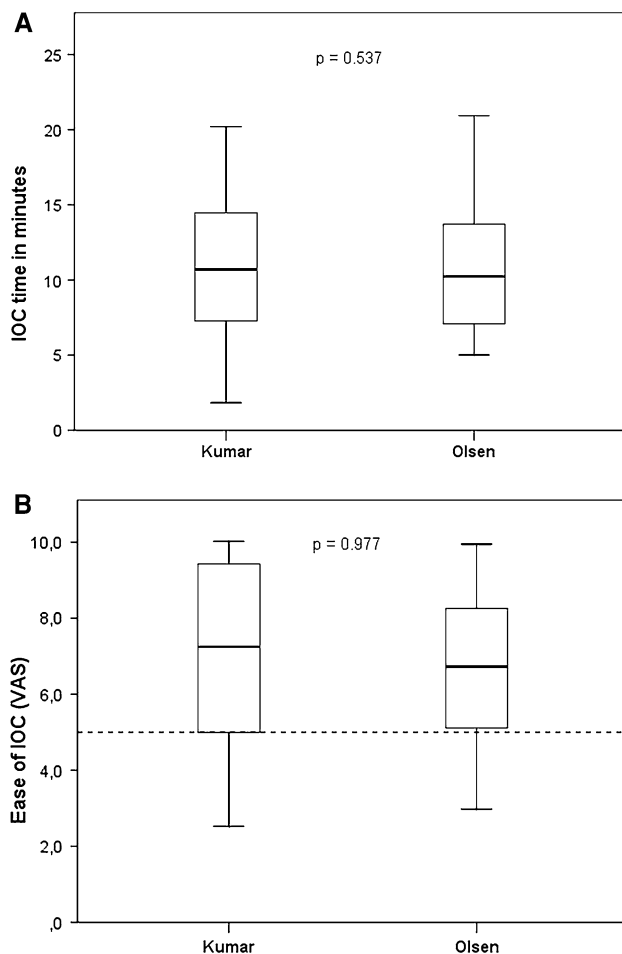 A
p = 0.537
IOC time in minutes
25
20
15
10
5
0
Kumar Olsen
B
p = 0.977
Ease of IOC (VAS)
10,0
8,0
6,0
4,0
2,0
,0
Kumar Olsen